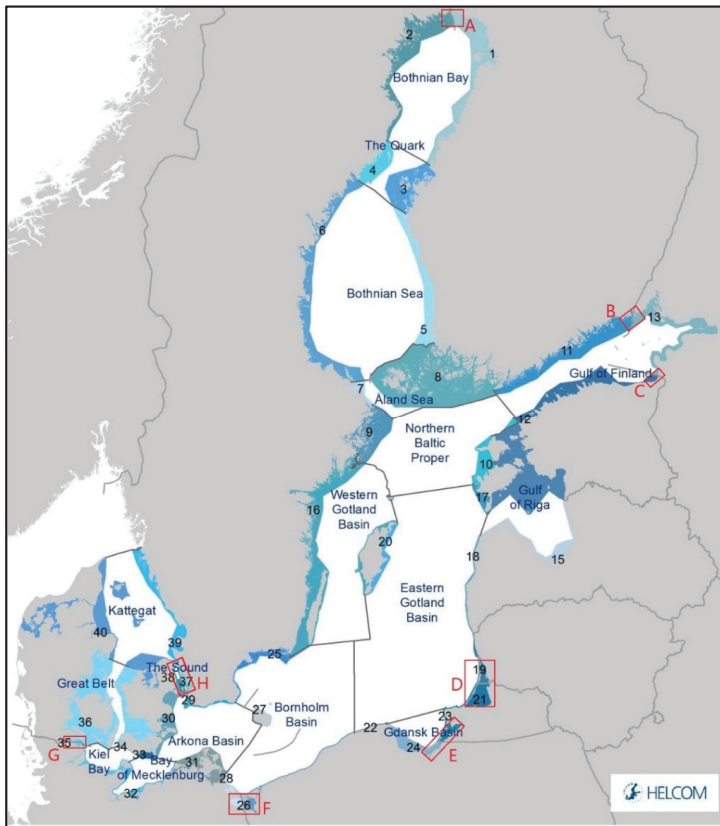 A
2
1
Bothnian Bay
The Quark
4
3
6
Bothnian Sea
B
13
5
11
8
Gulf of Finland
C
7
Åland Sea
12
9
Northern
Baltic
Proper
10
Gulf
of Riga
Western
Gotland
Basin
17
16
20
18
15
Eastern
Gotland
Basin
Kattegat
39
40
25
The Sound
38
37
H
19
D
21
Great Belt
29
27
Bornholm
Basin
30
36
22
23
Gdansk Basin
24
E
35
G
34
Arkona Basin
Kiel
Bay
33
Bay
of Mecklenburg
31
28
32
26
F
HELCOM